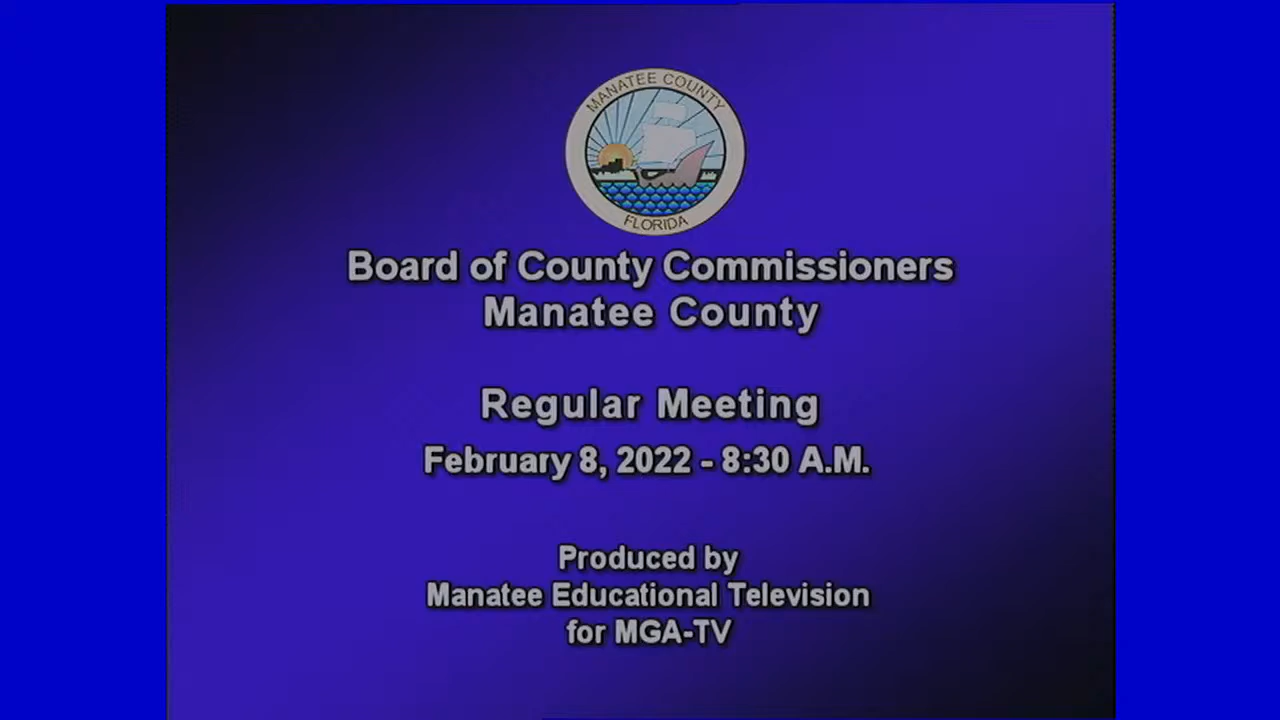 MANATEE COUNTY
FLORIDA
Board of County Commissioners
Manatee County
Regular Meeting
February 8, 2022 - 8:30 A.M.
Produced by
Manatee Educational Television
for MGA-TV